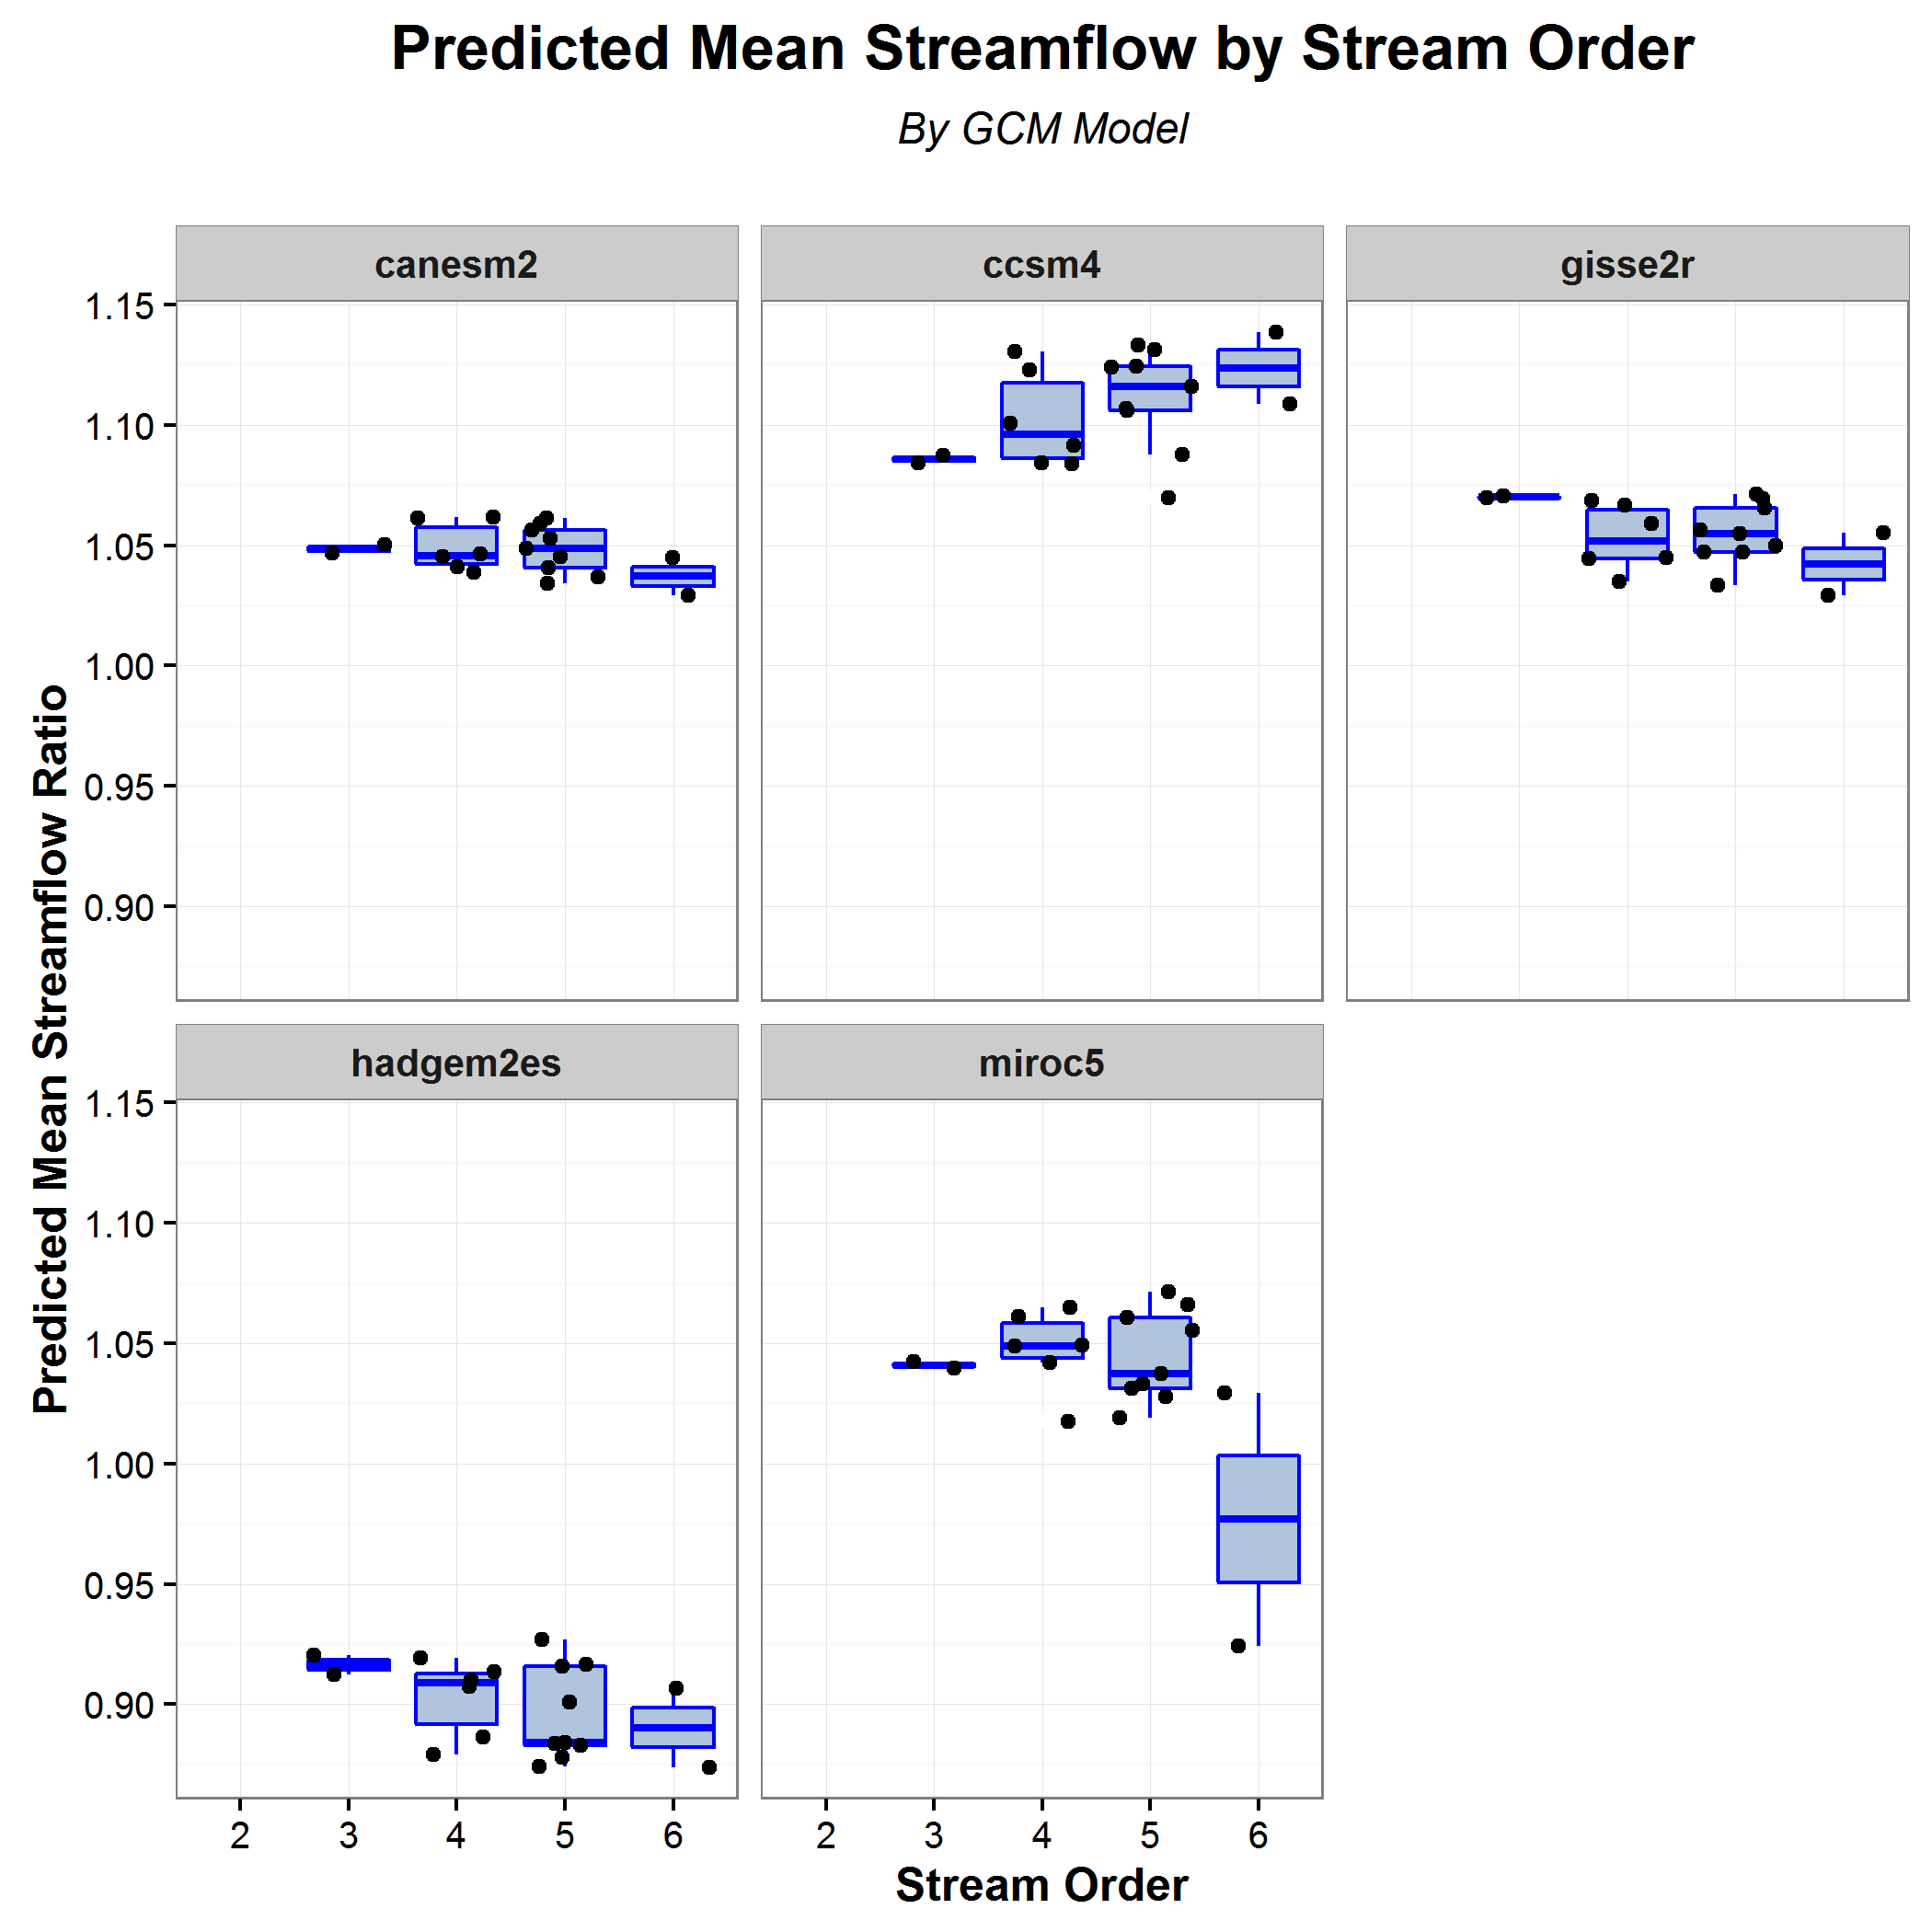 Predicted Mean Streamflow by Stream Order
By GCM Model
canesm2
ccsm4
gisse2r
1.15
1.10
1.05
1.00
0.95
0.90
Predicted Mean Streamflow Ratio
hadgem2es
miroc5
1.15
1.10
1.05
1.00
0.95
0.90
2 3 4 5 6
2 3 4 5 6
Stream Order